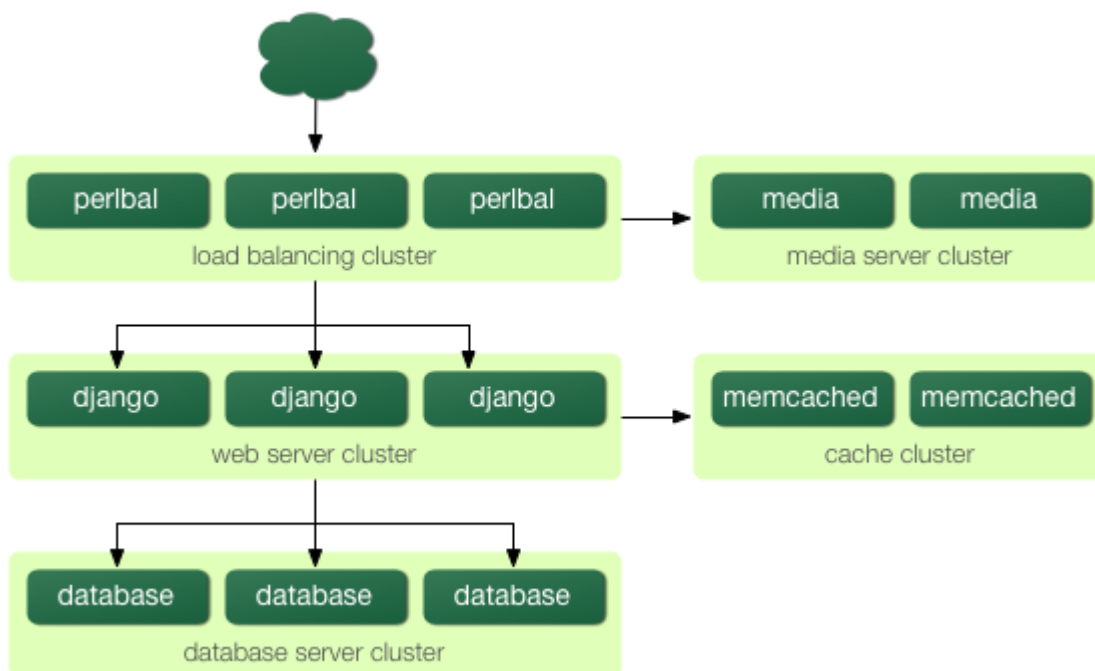 perlbal perlbal perlbal
load balancing cluster
media media
media server cluster
django django django
web server cluster
memcached memcached
cache cluster
database database database
database server cluster